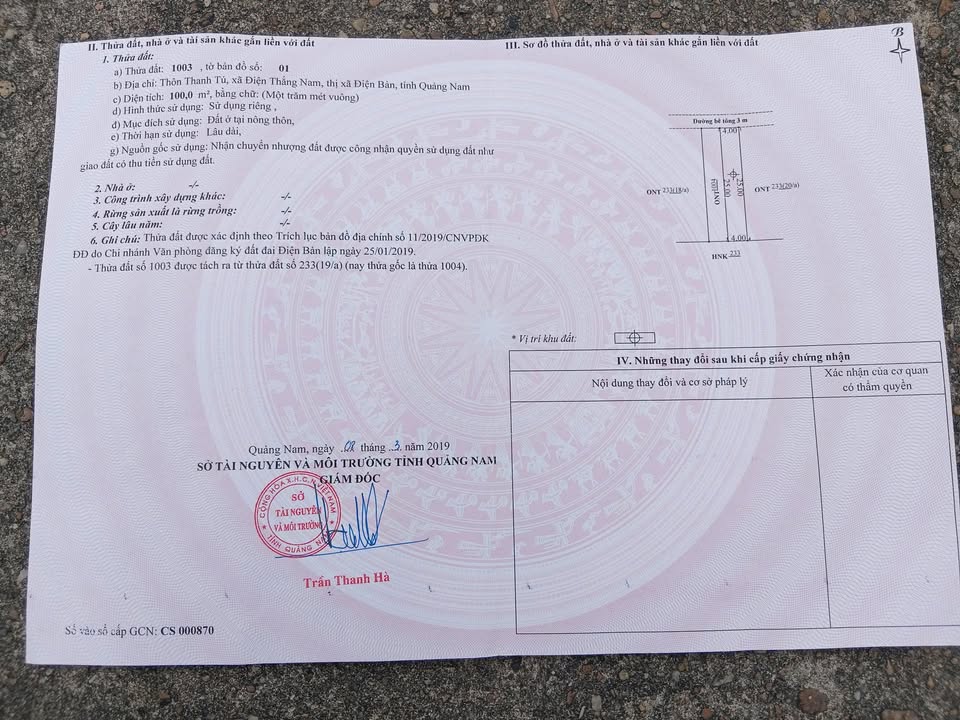 II. Thửa đất, nhà ở và tài sản khác gắn liền với đất
1. Thửa đất:
a) Thửa đất: 1003 , tờ bản đồ số: 01
b) Địa chỉ: Thôn Thanh Tú, xã Điện Thắng Nam, thị xã Điện Bàn, tỉnh Quảng Nam
c) Diện tích: 100,0 m², bằng chữ: (Một trăm mét vuông)
d) Hình thức sử dụng: Sử dụng riêng ,
đ) Mục đích sử dụng: Đất ở tại nông thôn,
e) Thời hạn sử dụng: Lâu dài,
g) Nguồn gốc sử dụng: Nhận chuyển nhượng đất được công nhận quyền sử dụng đất như
giao đất có thu tiền sử dụng đất.
2. Nhà ở: -/-
3. Công trình xây dựng khác: -/-
4. Rừng sản xuất là rừng trồng: -/-
5. Cây lâu năm: -/-
6. Ghi chú: Thửa đất được xác định theo Trích lục bản đồ địa chính số 11/2019/CNVPĐK
ĐĐ do Chi nhánh Văn phòng đăng ký đất đai Điện Bàn lập ngày 25/01/2019.
- Thửa đất số 1003 được tách ra từ thửa đất số 233(19/a) (nay thửa gốc là thửa 1004).
Quảng Nam, ngày ..08 tháng ..3. năm 2019
SỞ TÀI NGUYÊN VÀ MÔI TRƯỜNG TỈNH QUẢNG NAM
GIÁM ĐỐC
CỘNG HÒA X.H.C.N VIỆT NAM
SỞ
TÀI NGUYÊN
VÀ MÔI TRƯỜNG
TỈNH QUẢNG NAM
Trần Thanh Hà
Số vào sổ cấp GCN: CS 000870
III. Sơ đồ thửa đất, nhà ở và tài sản khác gắn liền với đất
B
Đường bê tông 3 m
4.00
ONT 233(18/a)
25.00
25.00
ONT 233(20/a)
4.00
HNK 233
* Vị trí khu đất:
IV. Những thay đổi sau khi cấp giấy chứng nhận
Nội dung thay đổi và cơ sở pháp lý
Xác nhận của cơ quan
có thẩm quyền